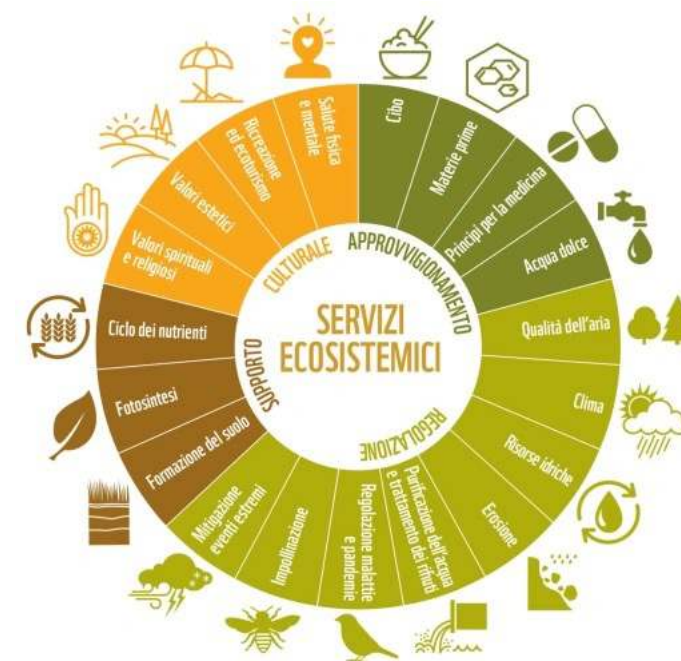 SERVIZI
ECOSISTEMICI
APPROVVIGIONAMENTO
Cibo
Materie prime
Principi per la medicina
Acqua dolce
REGOLAZIONE
Qualità dell'aria
Clima
Risorse idriche
Erosione
Purificazione dell'acqua
e trattamento dei rifiuti
Regolazione malattie
e pandemie
Impollinazione
Mitigazione
eventi estremi
SUPPORTO
Formazione del suolo
Fotosintesi
Ciclo dei nutrienti
CULTURALE
Valori spirituali
e religiosi
Valori estetici
Ricreazione
ed ecoturismo
Salute fisica
e mentale